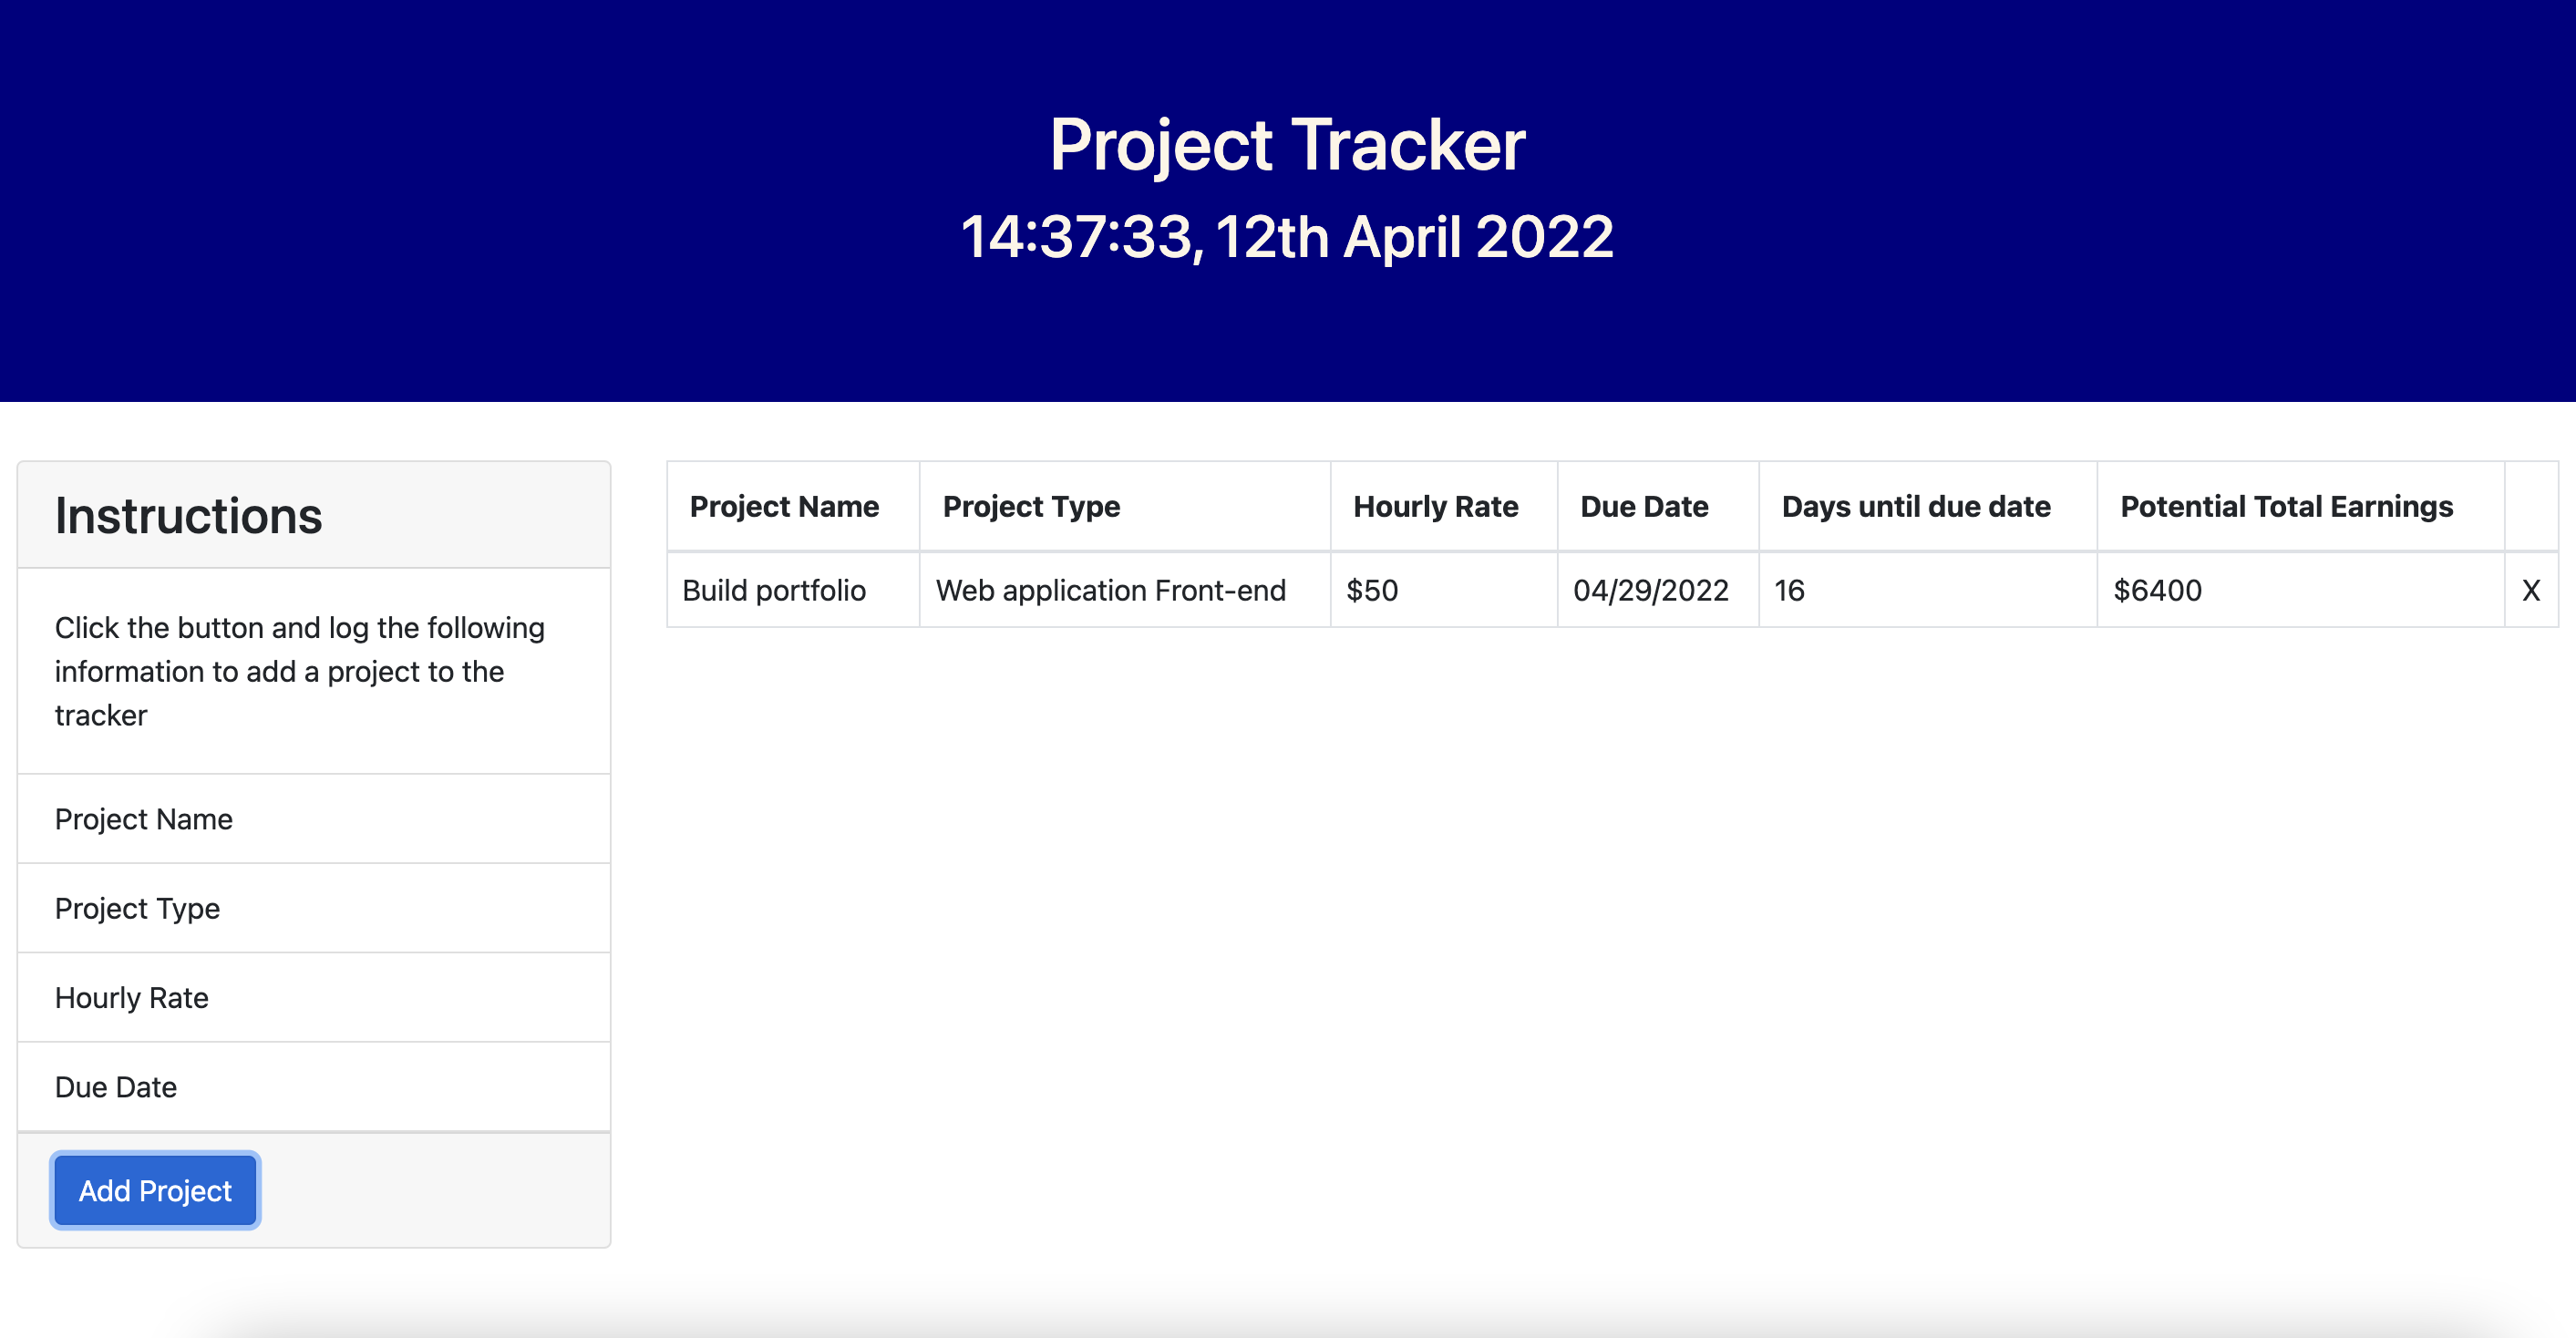 Project Tracker
14:37:33, 12th April 2022
Instructions
Click the button and log the following
information to add a project to the
tracker
Project Name
Project Type
Hourly Rate
Due Date
Add Project
Project Name Project Type Hourly Rate Due Date Days until due date Potential Total Earnings
Build portfolio Web application Front-end $50 04/29/2022 16 $6400 X